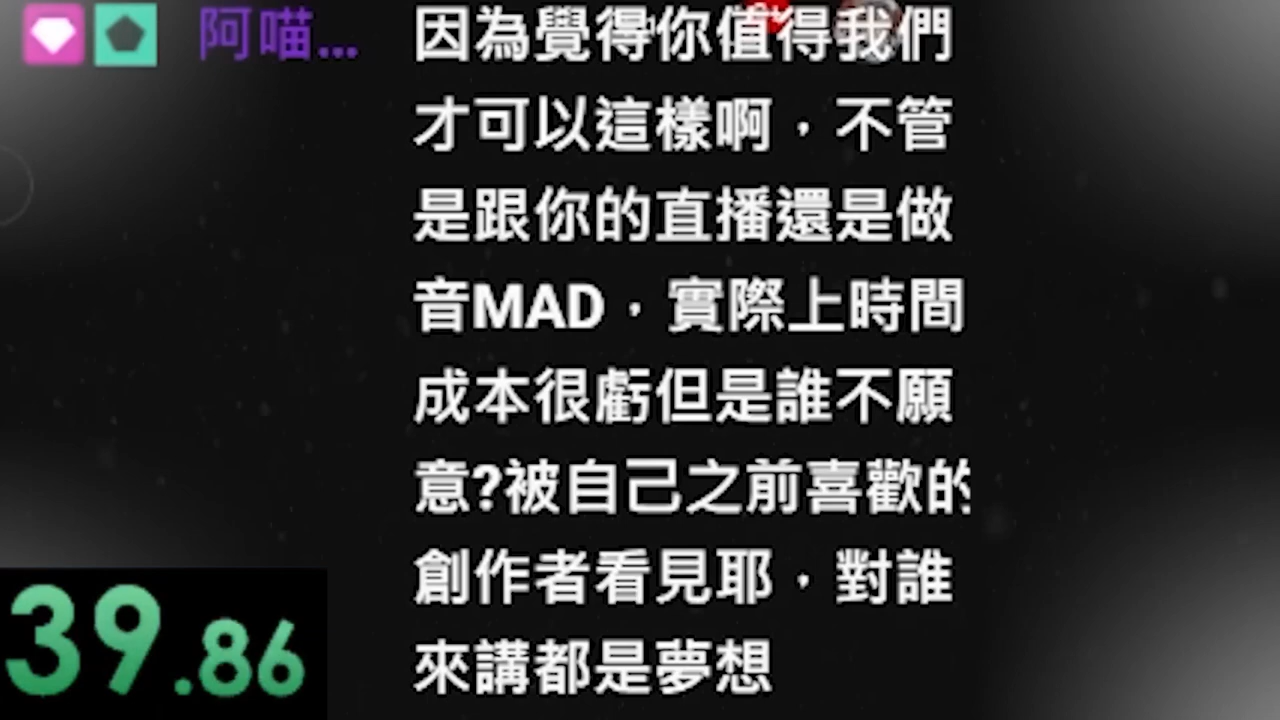 阿喵...
因為覺得你值得我們
才可以這樣啊，不管
是跟你的直播還是做
音MAD，實際上時間
成本很虧但是誰不願
意?被自己之前喜歡的
創作者看見耶，對誰
來講都是夢想
39.86